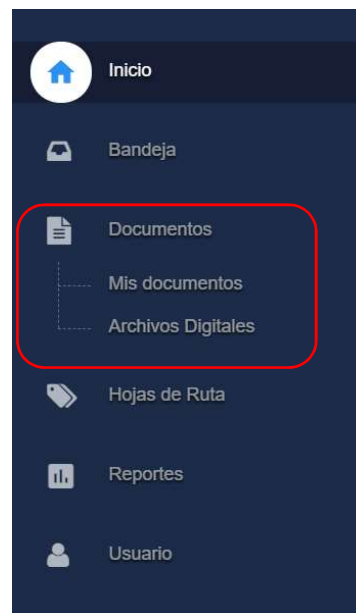 Inicio
Bandeja
Documentos
Mis documentos
Archivos Digitales
Hojas de Ruta
Reportes
Usuario